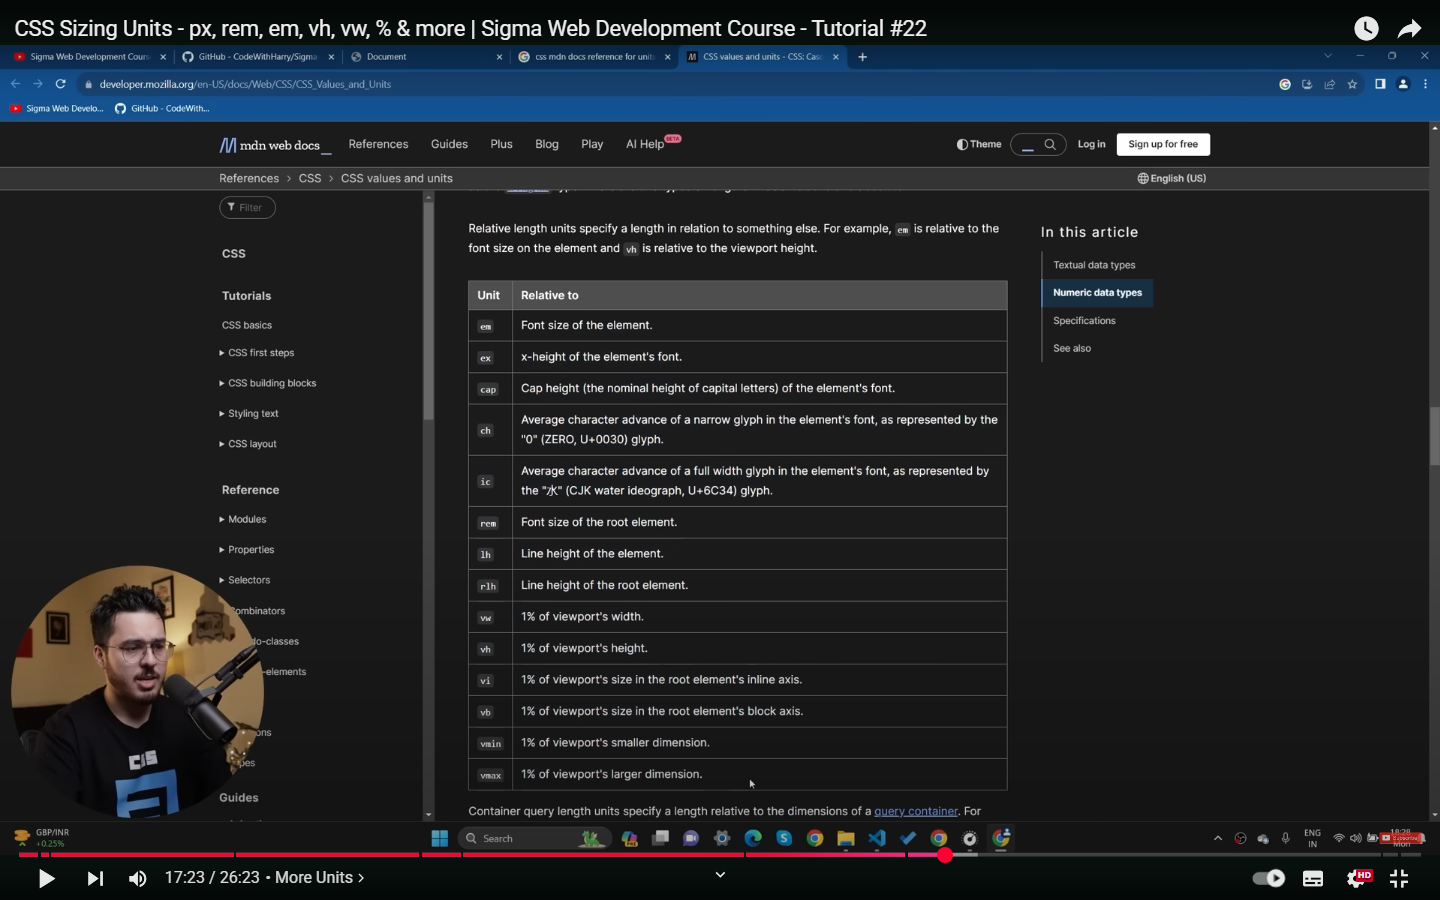 CSS Sizing Units - px, rem, em, vh, vw, % & more | Sigma Web Development Course - Tutorial #22
Sigma Web Development Course
GitHub - CodeWithHarry/Sigma
Document
css mdn docs reference for units
CSS values and units - CSS: Casc
developer.mozilla.org/en-US/docs/Web/CSS/CSS_Values_and_Units
Sigma Web Develo...
GitHub - CodeWith...
mdn web docs_
References
Guides
Plus
Blog
Play
AI Help BETA
Theme
Log in
Sign up for free
References > CSS > CSS values and units
English (US)
Filter
CSS
Tutorials
CSS basics
CSS first steps
CSS building blocks
Styling text
CSS layout
Reference
Modules
Properties
Selectors
ombinators
do-classes
-elements
ons
pes
Guides
Relative length units specify a length in relation to something else. For example, em is relative to the
font size on the element and vh is relative to the viewport height.
Unit Relative to
em Font size of the element.
ex x-height of the element's font.
cap Cap height (the nominal height of capital letters) of the element's font.
ch Average character advance of a narrow glyph in the element's font, as represented by the
"0" (ZERO, U+0030) glyph.
ic Average character advance of a full width glyph in the element's font, as represented by
the "水" (CJK water ideograph, U+6C34) glyph.
rem Font size of the root element.
lh Line height of the element.
rlh Line height of the root element.
vw 1% of viewport's width.
vh 1% of viewport's height.
vi 1% of viewport's size in the root element's inline axis.
vb 1% of viewport's size in the root element's block axis.
vmin 1% of viewport's smaller dimension.
vmax 1% of viewport's larger dimension.
Container query length units specify a length relative to the dimensions of a query container. For
In this article
Textual data types
Numeric data types
Specifications
See also
GBP/INR
+0.25%
Search
ENG
IN
17:23 / 26:23 • More Units >
HD